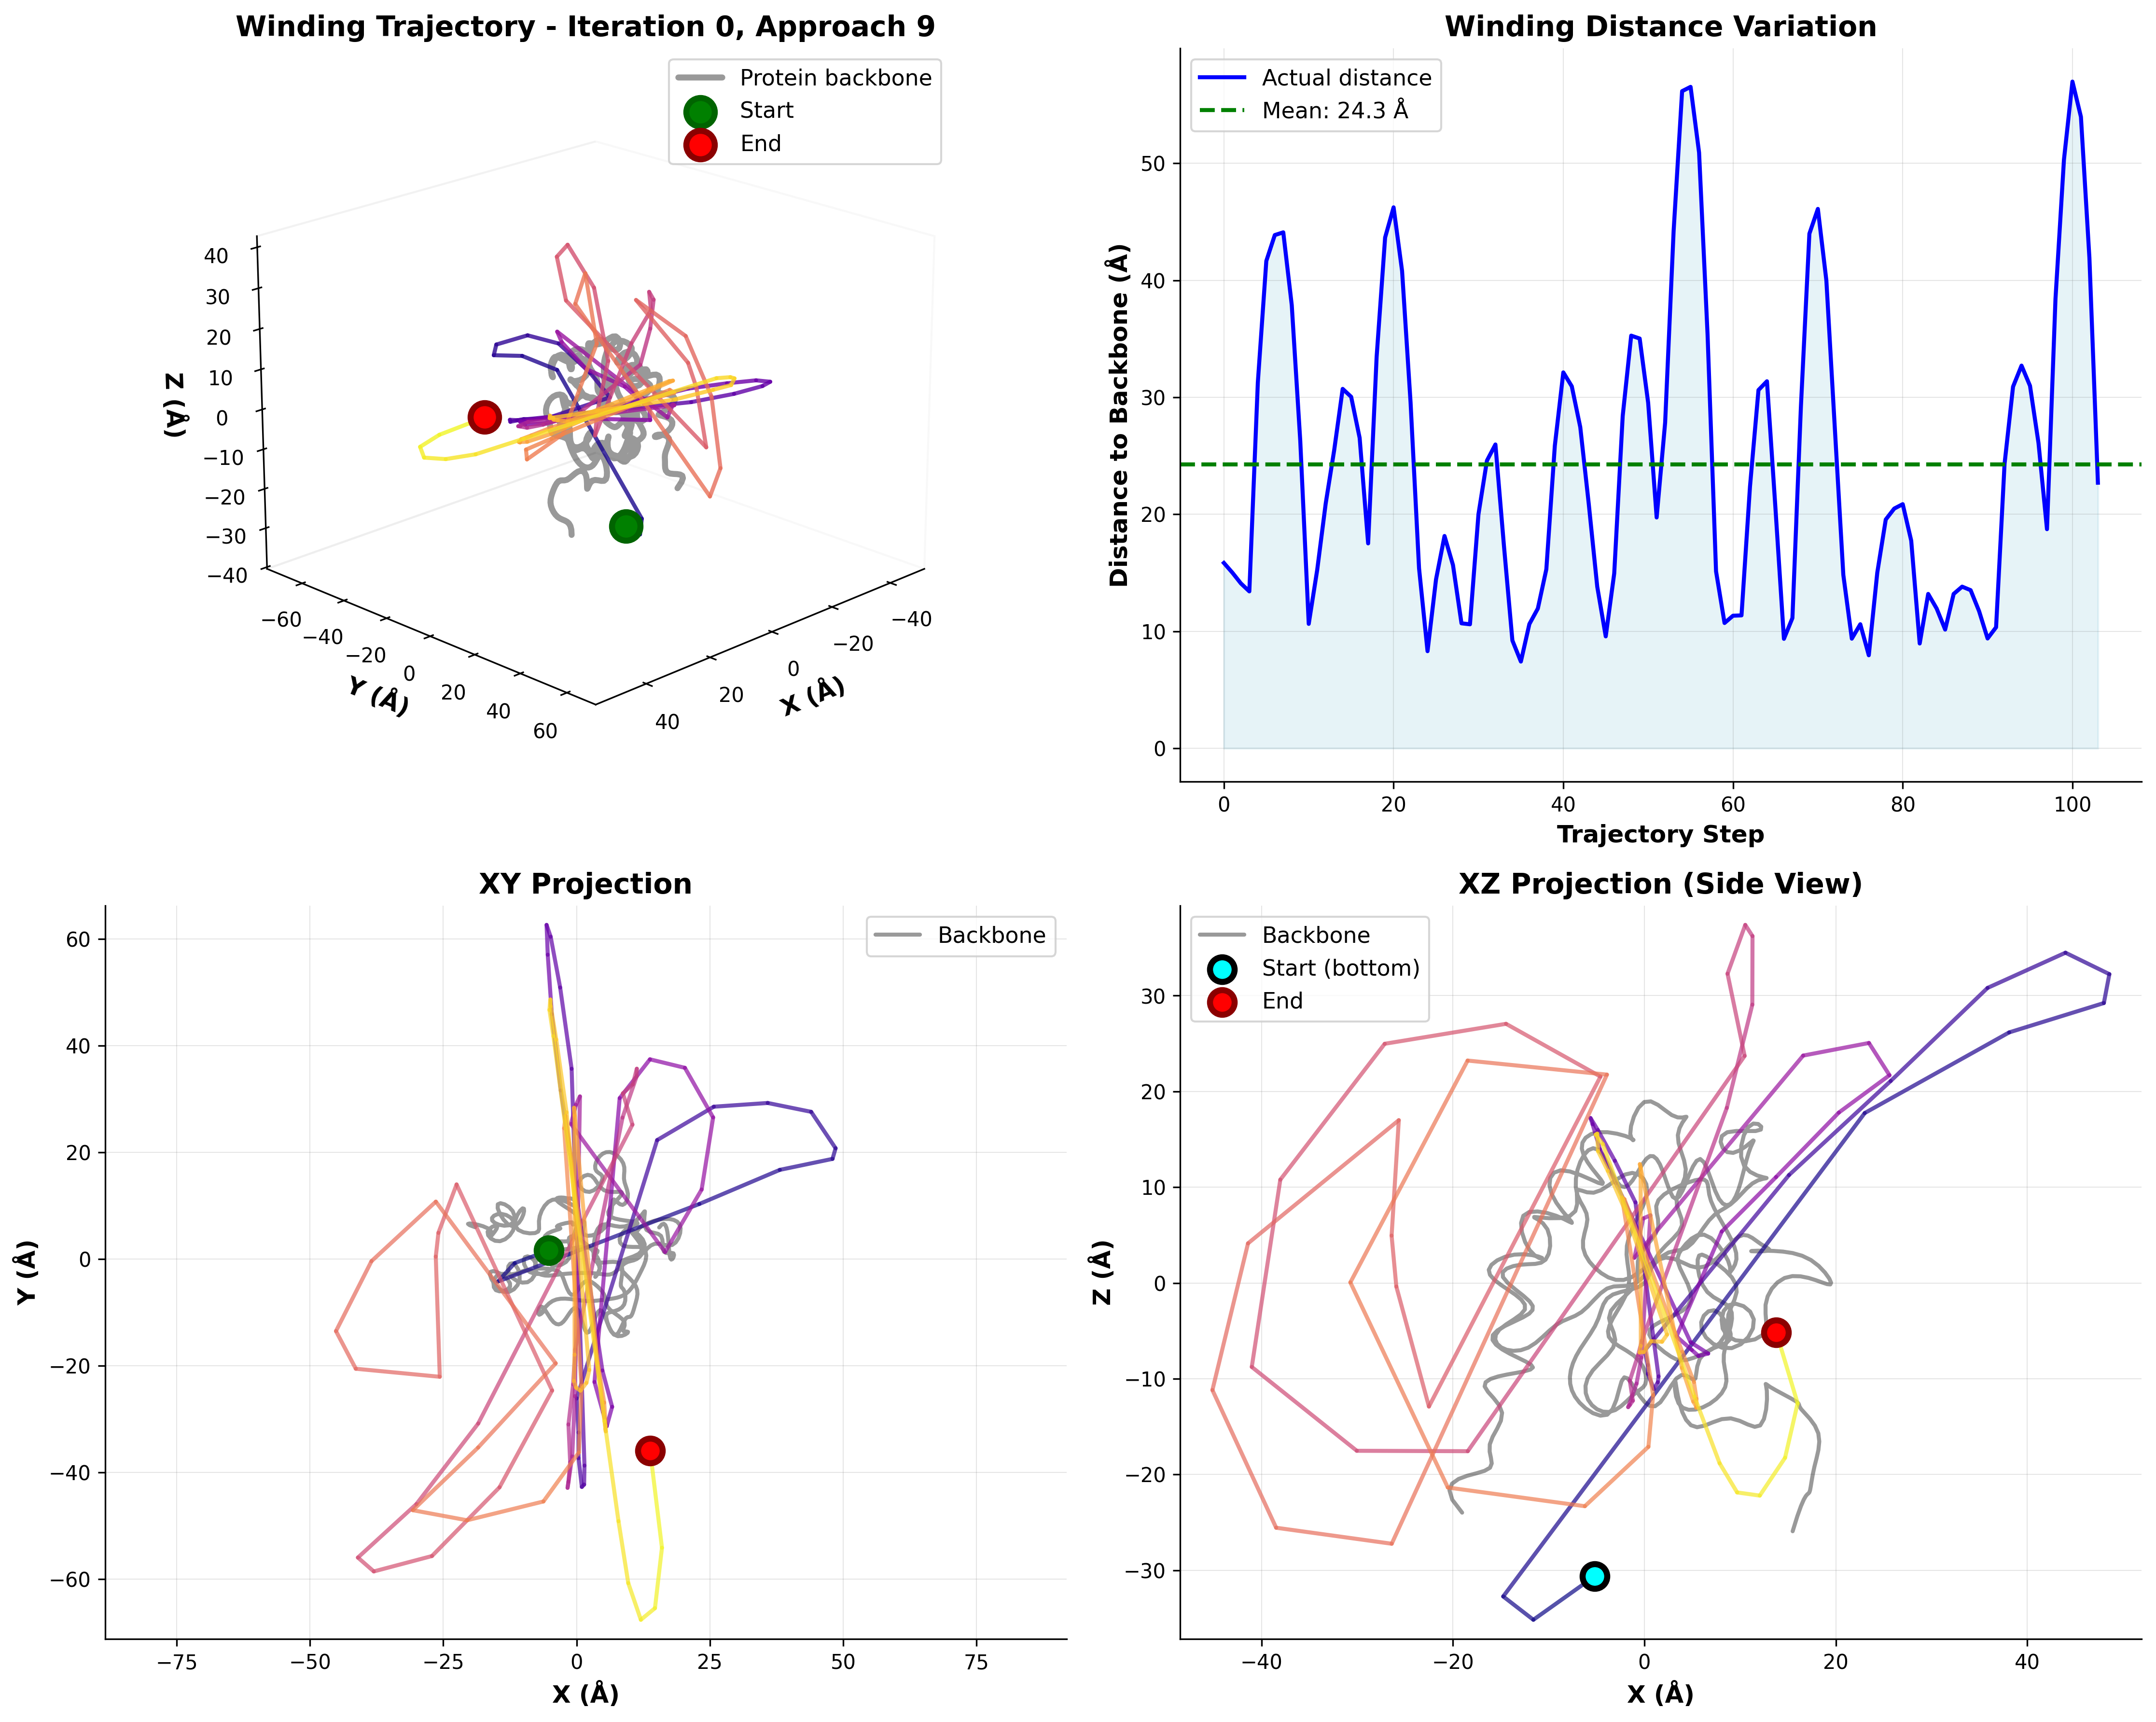 Winding Trajectory - Iteration 0, Approach 9
Protein backbone
Start
End
40
30
20
10
0
−10
−20
−30
−40
Z (Å)
−60
−40
−20
0
20
40
60
Y (Å)
40
20
0
−20
−40
X (Å)
Winding Distance Variation
Actual distance
Mean: 24.3 Å
50
40
30
20
10
0
Distance to Backbone (Å)
0
20
40
60
80
100
Trajectory Step
XY Projection
Backbone
60
40
20
0
−20
−40
−60
Y (Å)
−75
−50
−25
0
25
50
75
X (Å)
XZ Projection (Side View)
Backbone
Start (bottom)
End
30
20
10
0
−10
−20
−30
Z (Å)
−40
−20
0
20
40
X (Å)